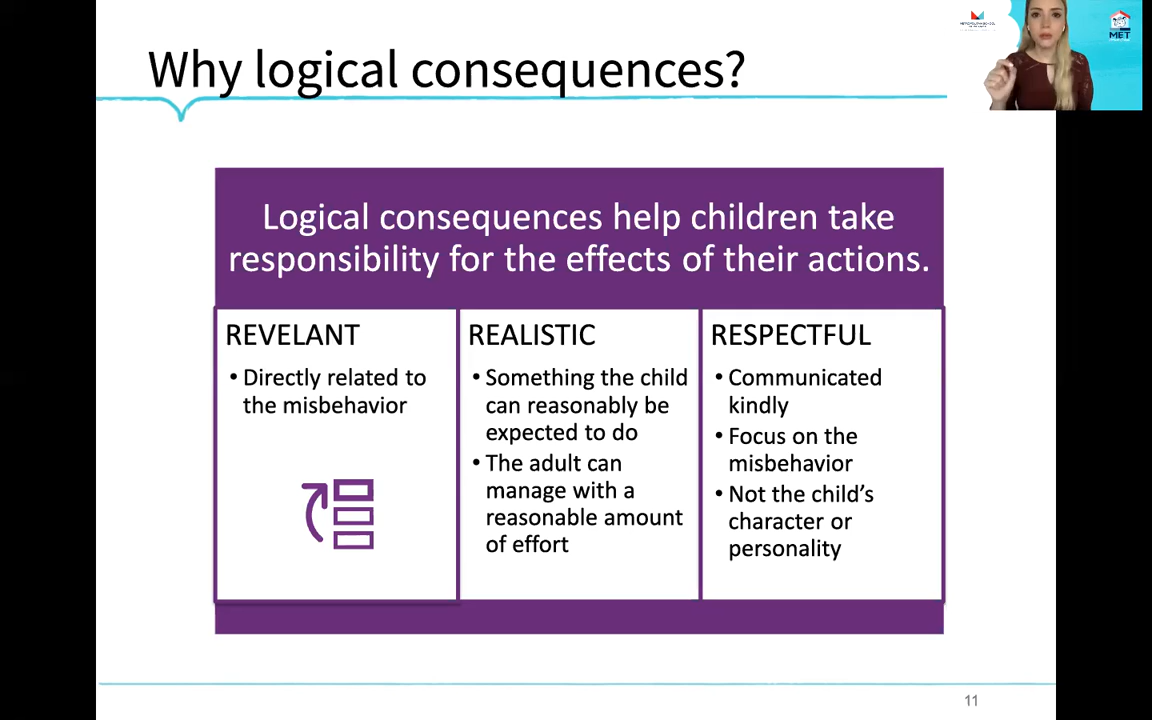 Why logical consequences?
MET
Logical consequences help children take
responsibility for the effects of their actions.
REVELANT
• Directly related to
the misbehavior
REALISTIC
• Something the child
can reasonably be
expected to do
• The adult can
manage with a
reasonable amount
of effort
RESPECTFUL
• Communicated
kindly
• Focus on the
misbehavior
• Not the child's
character or
personality
11